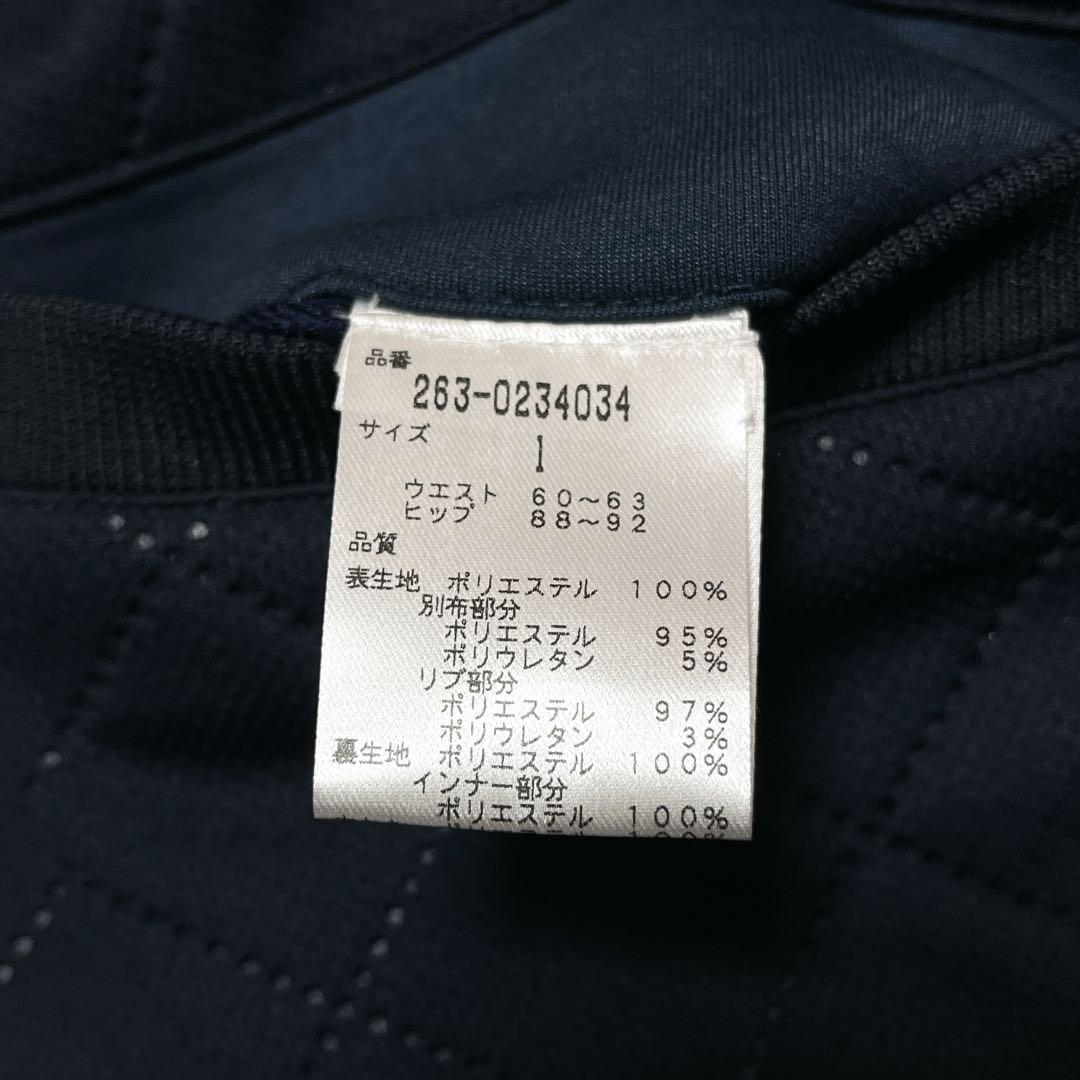 品番
263-0234034
サイズ
1
ウエスト 60～63
ヒップ 88～92
品質
表生地 ポリエステル 100%
別布部分
ポリエステル 95%
ポリウレタン 5%
リブ部分
ポリエステル 97%
ポリウレタン 3%
裏生地 ポリエステル 100%
インナー部分
ポリエステル 100%